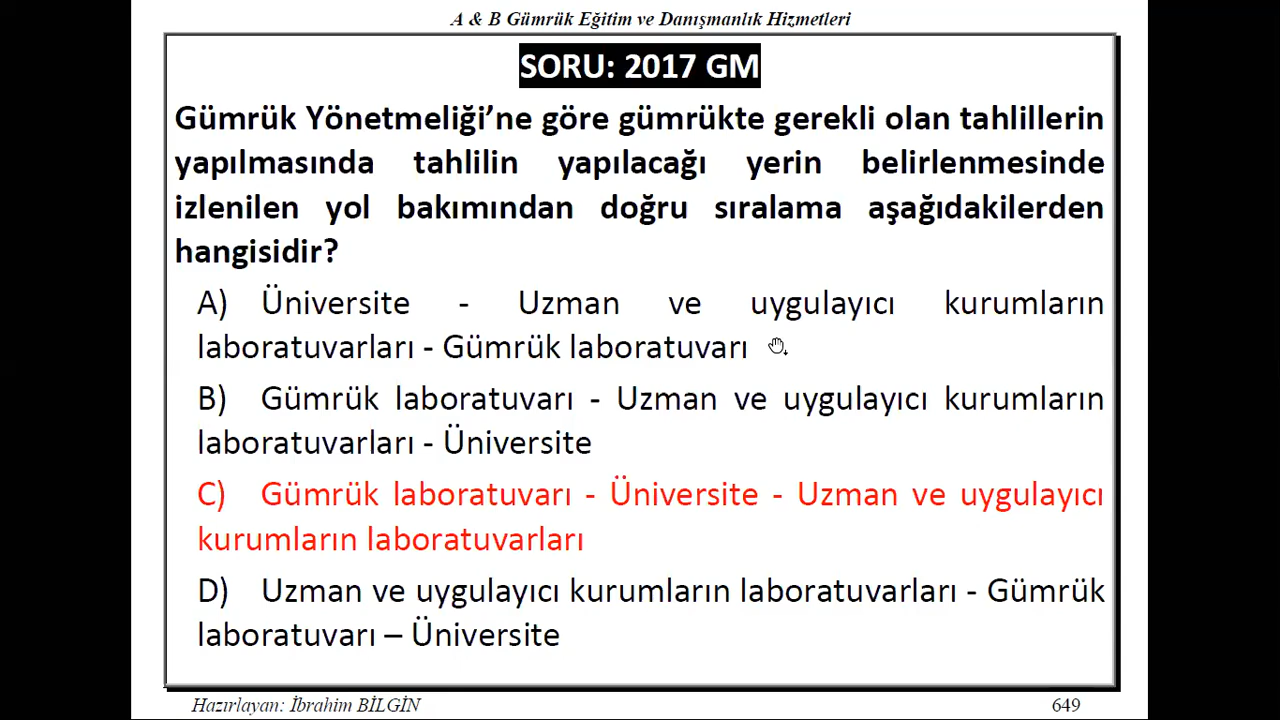 A & B Gümrük Eğitim ve Danışmanlık Hizmetleri
SORU: 2017 GM
Gümrük Yönetmeliği’ne göre gümrükte gerekli olan tahlillerin
yapılmasında tahlilin yapılacağı yerin belirlenmesinde
izlenilen yol bakımından doğru sıralama aşağıdakilerden
hangisidir?
A) Üniversite - Uzman ve uygulayıcı kurumların
laboratuvarları - Gümrük laboratuvarı
B) Gümrük laboratuvarı - Uzman ve uygulayıcı kurumların
laboratuvarları - Üniversite
C) Gümrük laboratuvarı - Üniversite - Uzman ve uygulayıcı
kurumların laboratuvarları
D) Uzman ve uygulayıcı kurumların laboratuvarları - Gümrük
laboratuvarı – Üniversite
Hazırlayan: İbrahim BİLGİN 649